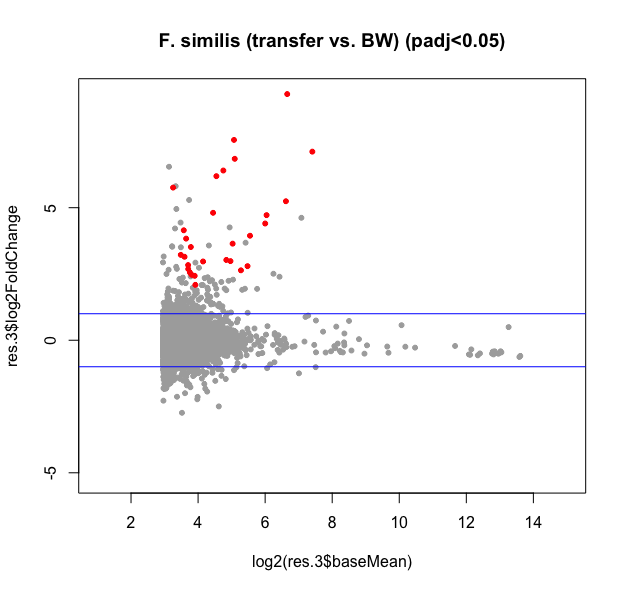 F. similis (transfer vs. BW) (padj<0.05)
res.3$log2FoldChange
5
0
-5
2 4 6 8 10 12 14
log2(res.3$baseMean)